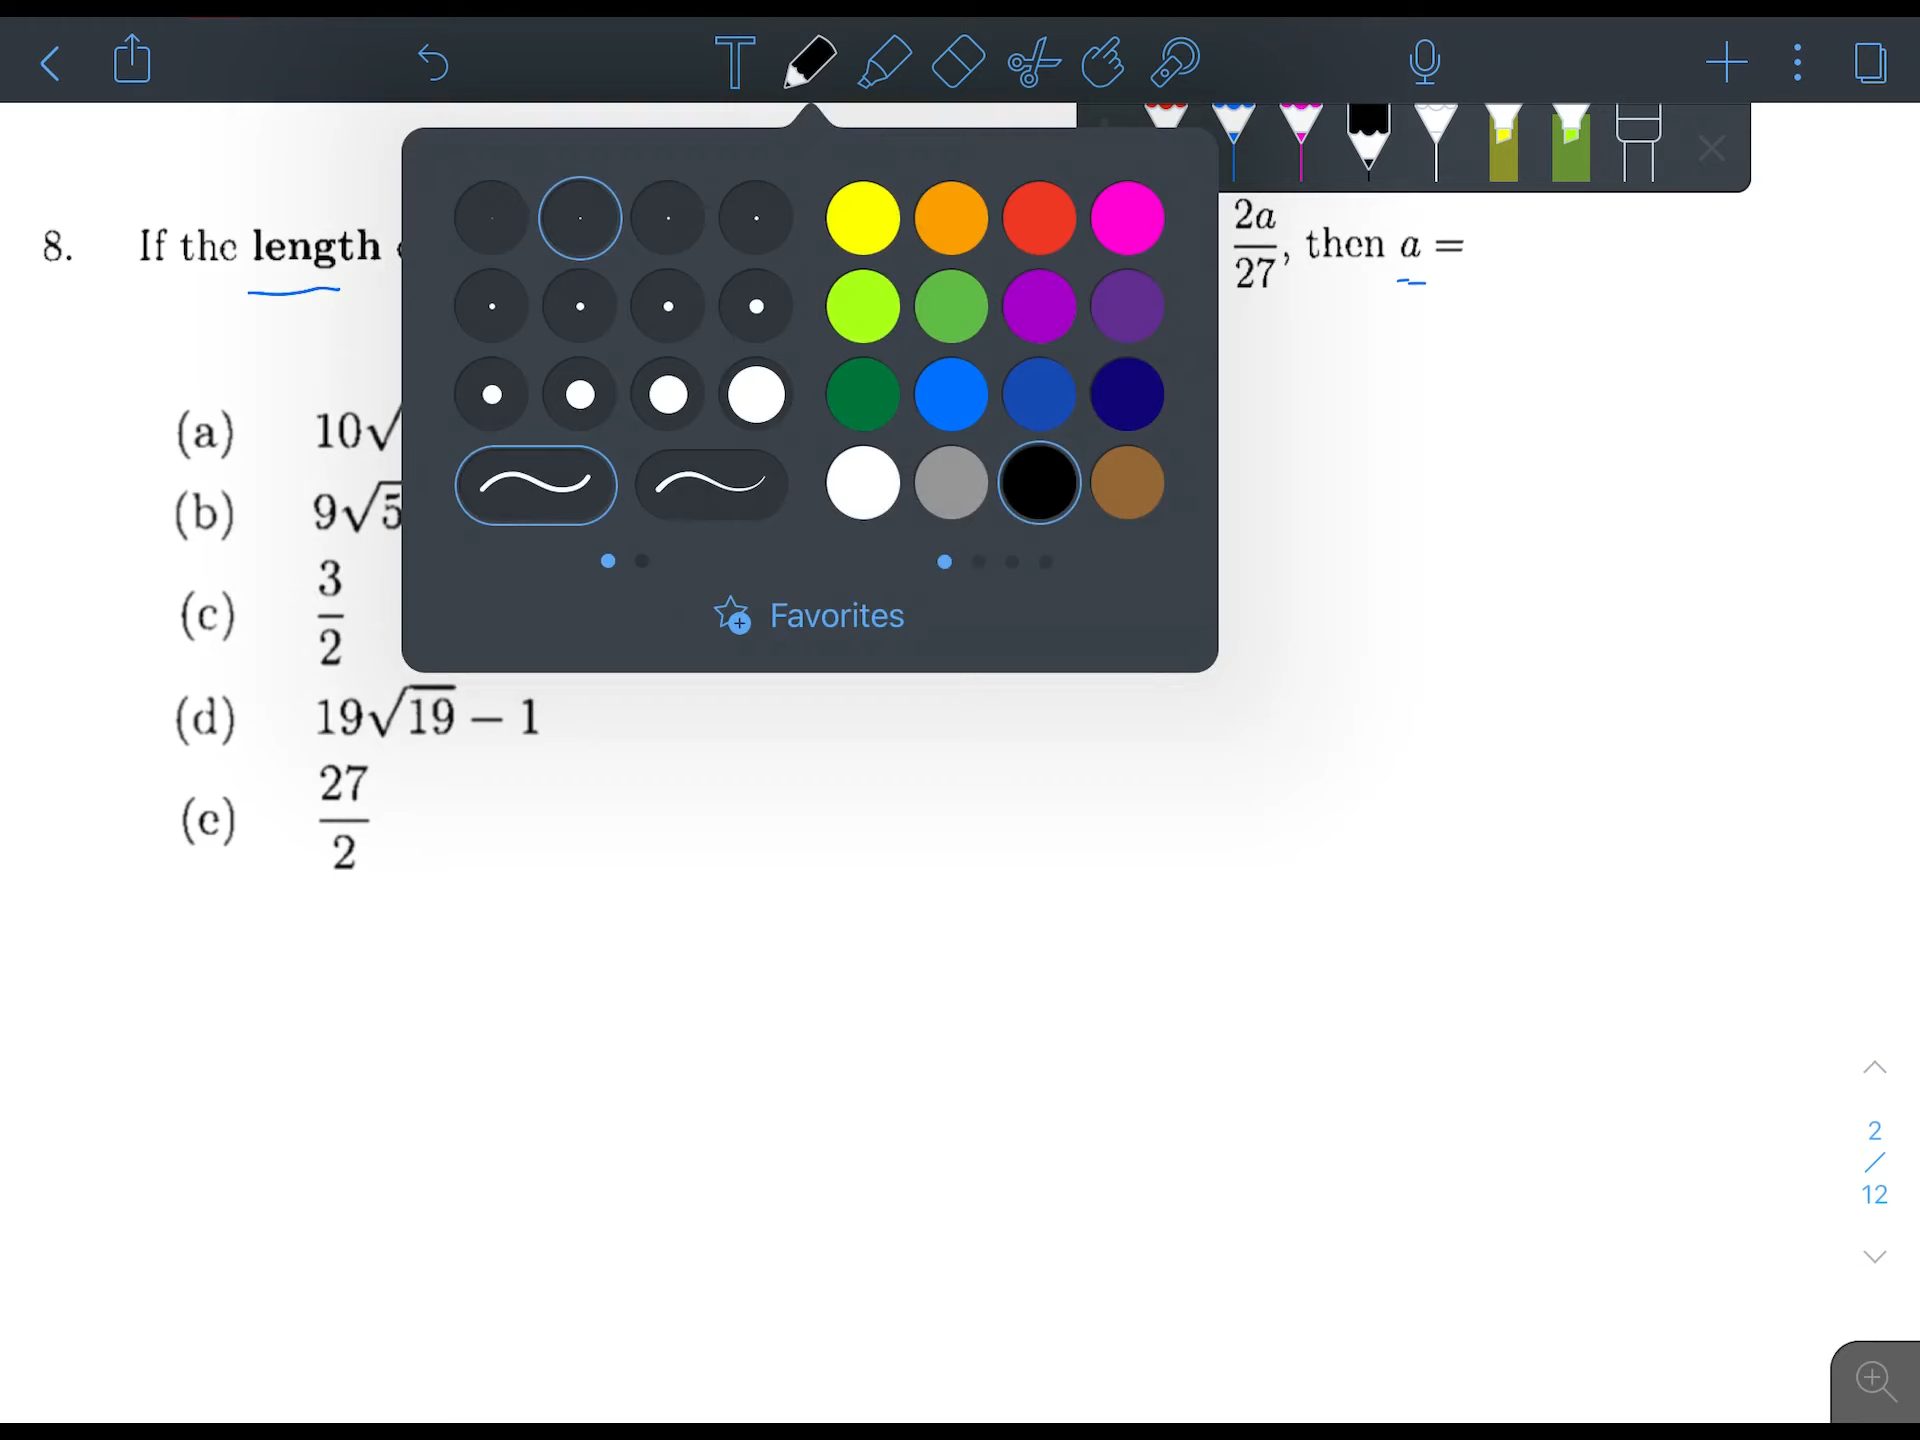 8. If the length 2a/27, then a =
(a) 10√
(b) 9√5
(c) 3/2
(d) 19√19 − 1
(e) 27/2
Favorites
2
/
12